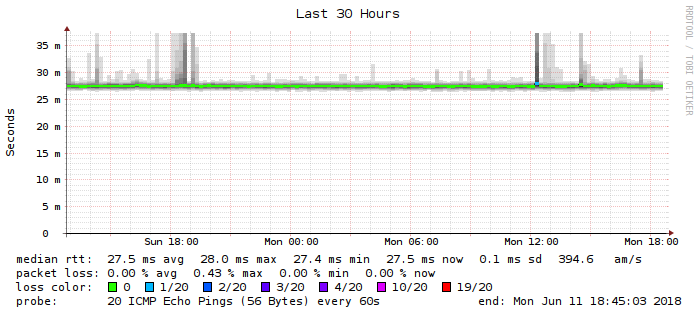 Last 30 Hours
RRDTOOL / TOBI OETIKER
Seconds
35 m
30 m
25 m
20 m
15 m
10 m
5 m
0
Sun 18:00 Mon 00:00 Mon 06:00 Mon 12:00 Mon 18:00
median rtt: 27.5 ms avg 28.0 ms max 27.4 ms min 27.5 ms now 0.1 ms sd 394.6 am/s
packet loss: 0.00 % avg 0.43 % max 0.00 % min 0.00 % now
loss color: 0 1/20 2/20 3/20 4/20 10/20 19/20
probe: 20 ICMP Echo Pings (56 Bytes) every 60s end: Mon Jun 11 18:45:03 2018